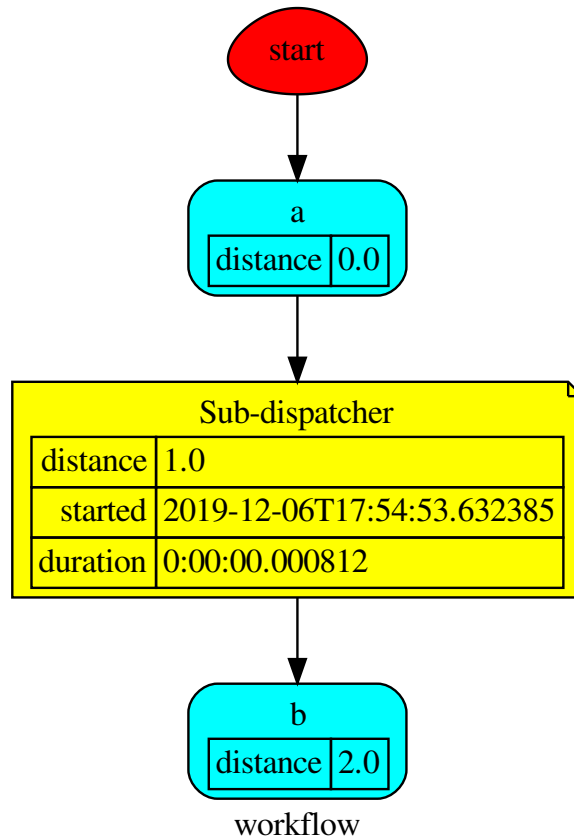 start
a
distance 0.0
Sub-dispatcher
distance 1.0
started 2019-12-06T17:54:53.632385
duration 0:00:00.000812
b
distance 2.0
workflow